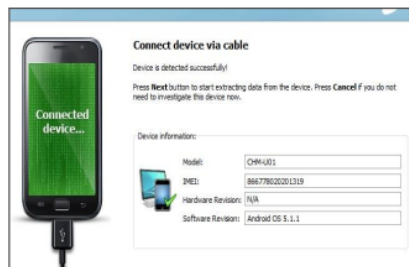 Connect device via cable
Device is detected successfully!
Press Next button to start extracting data from the device. Press Cancel if you do not
need to investigate this device now.
Connected
device...
Device information:
Model: CHM-U01
IMEI: 866778020201319
Hardware Revision: N/A
Software Revision: Android OS 5.1.1